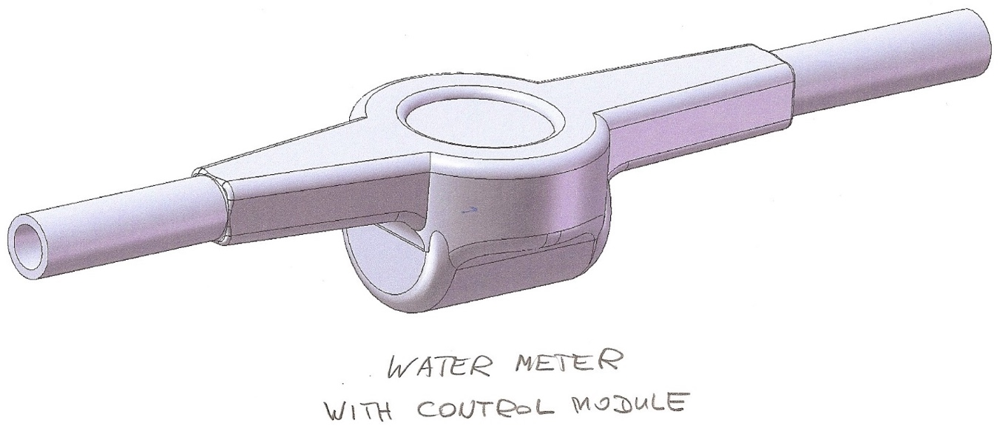 WATER METER
WITH CONTROL MODULE